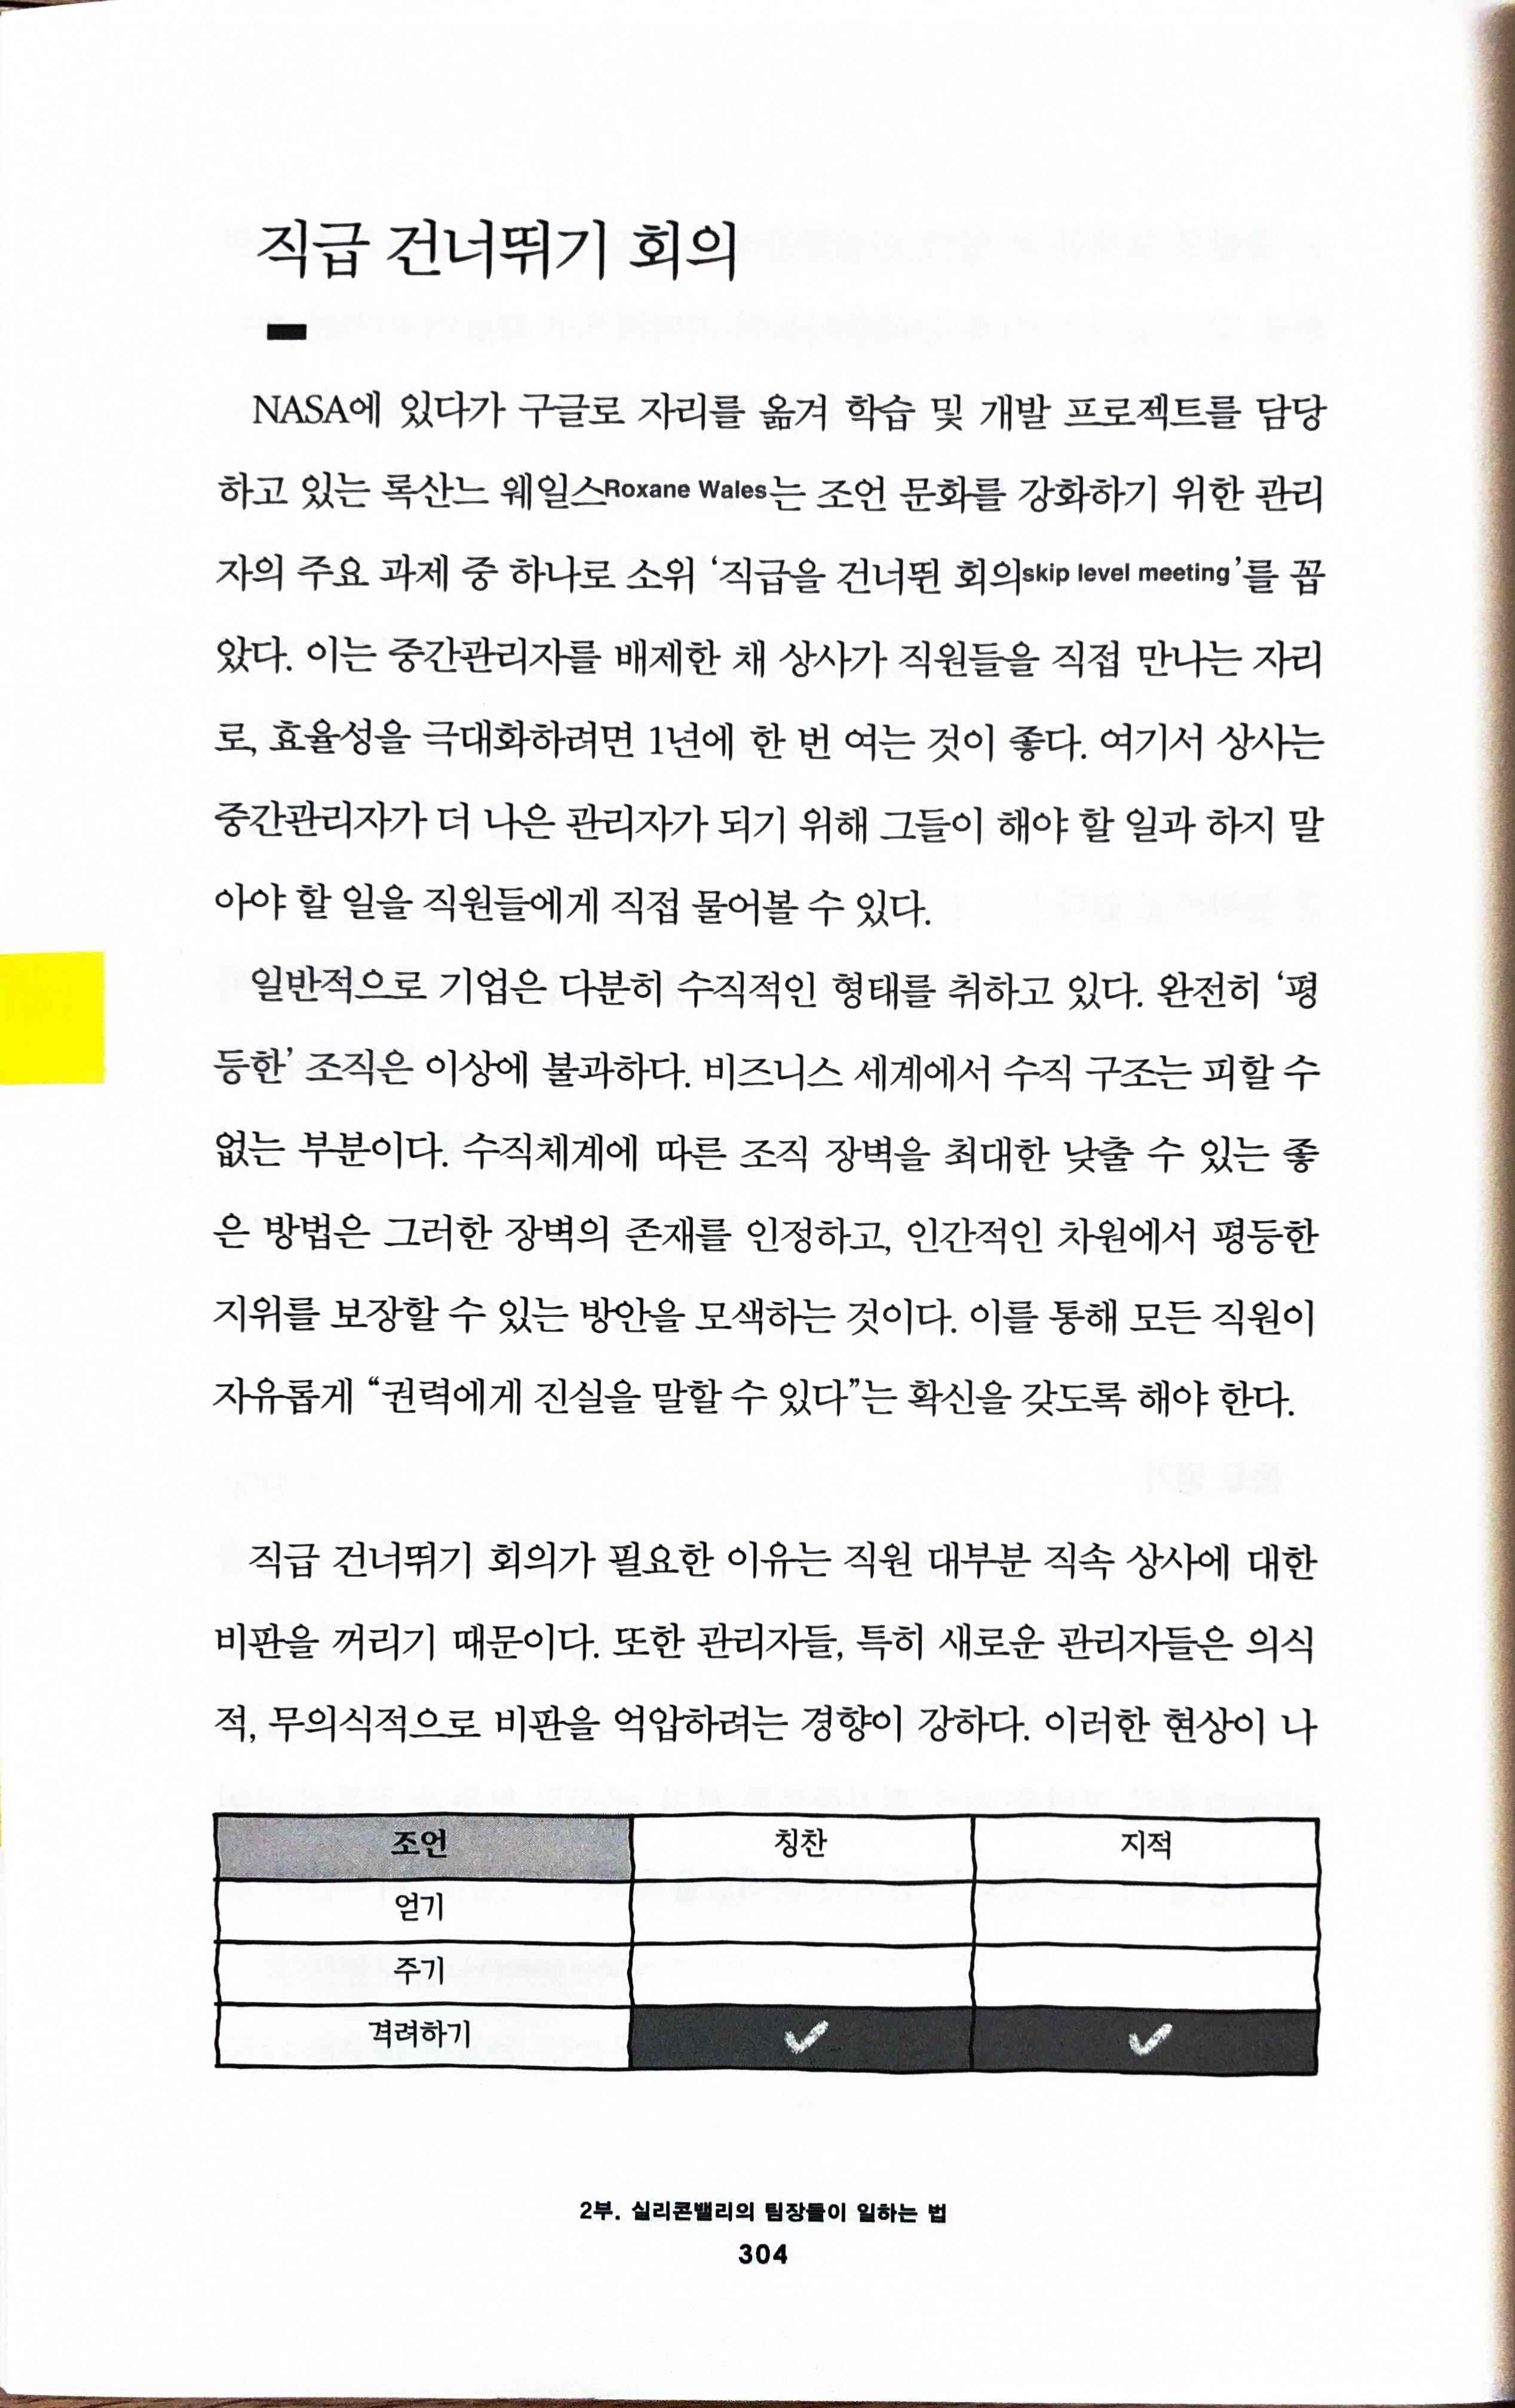 직급 건너뛰기 회의
NASA에 있다가 구글로 자리를 옮겨 학습 및 개발 프로젝트를 담당
하고 있는 록산느 웨일스Roxane Wales는 조언 문화를 강화하기 위한 관리
자의 주요 과제 중 하나로 소위 ‘직급을 건너뛴 회의skip level meeting’를 꼽
았다. 이는 중간관리자를 배제한 채 상사가 직원들을 직접 만나는 자리
로, 효율성을 극대화하려면 1년에 한 번 여는 것이 좋다. 여기서 상사는
중간관리자가 더 나은 관리자가 되기 위해 그들이 해야 할 일과 하지 말
아야 할 일을 직원들에게 직접 물어볼 수 있다.
일반적으로 기업은 다분히 수직적인 형태를 취하고 있다. 완전히 ‘평
등한’ 조직은 이상에 불과하다. 비즈니스 세계에서 수직 구조는 피할 수
없는 부분이다. 수직체계에 따른 조직 장벽을 최대한 낮출 수 있는 좋
은 방법은 그러한 장벽의 존재를 인정하고, 인간적인 차원에서 평등한
지위를 보장할 수 있는 방안을 모색하는 것이다. 이를 통해 모든 직원이
자유롭게 “권력에게 진실을 말할 수 있다”는 확신을 갖도록 해야 한다.
직급 건너뛰기 회의가 필요한 이유는 직원 대부분 직속 상사에 대한
비판을 꺼리기 때문이다. 또한 관리자들, 특히 새로운 관리자들은 의식
적, 무의식적으로 비판을 억압하려는 경향이 강하다. 이러한 현상이 나
조언 칭찬 지적
얻기
주기
격려하기 ✓ ✓
2부. 실리콘밸리의 팀장들이 일하는 법
304